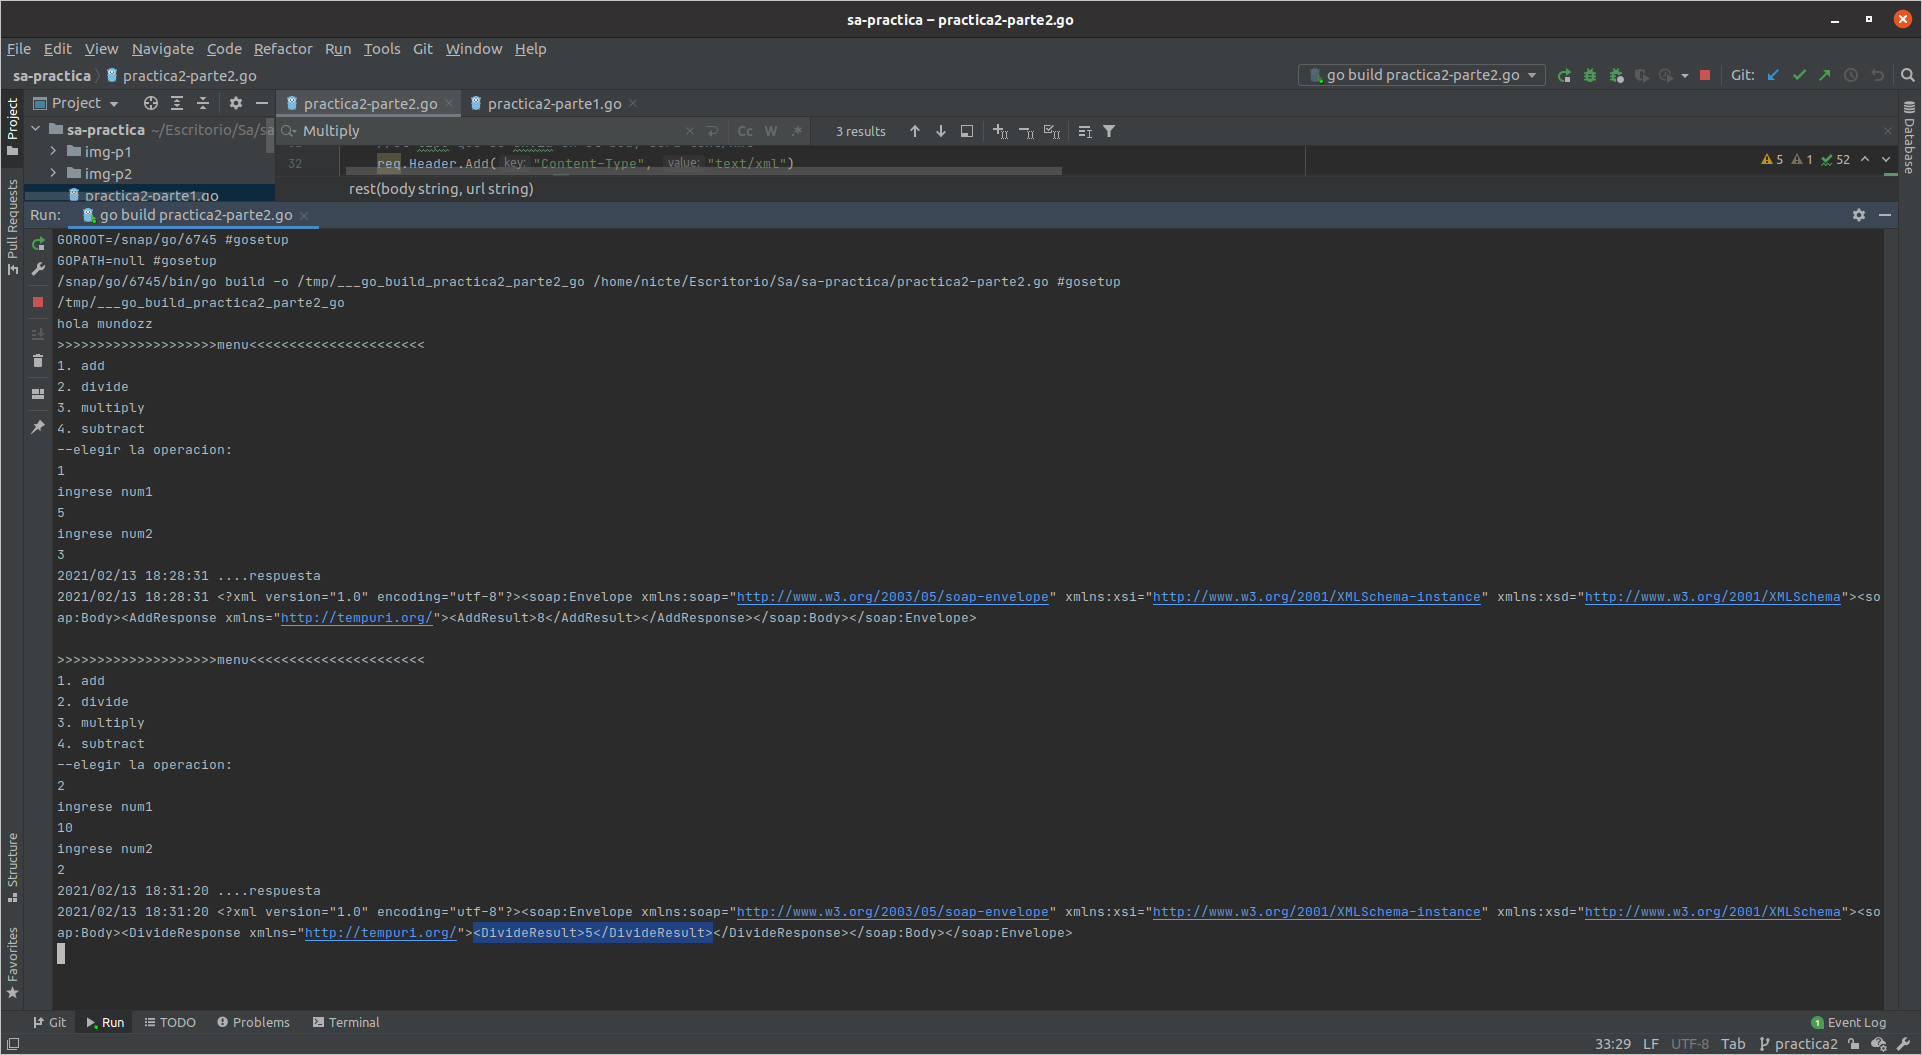 sa-practica – practica2-parte2.go
File Edit View Navigate Code Refactor Run Tools Git Window Help
sa-practica practica2-parte2.go
go build practica2-parte2.go Git:
Project
practica2-parte2.go practica2-parte1.go
sa-practica ~/Escritorio/Sa/sa
Multiply Cc W .* 3 results
img-p1
32 req.Header.Add( key: "Content-Type", value: "text/xml")
5 1 52
img-p2
practica2-parte1.go
rest(body string, url string)
Run: go build practica2-parte2.go
GOROOT=/snap/go/6745 #gosetup
GOPATH=null #gosetup
/snap/go/6745/bin/go build -o /tmp/___go_build_practica2_parte2_go /home/nicte/Escritorio/Sa/sa-practica/practica2-parte2.go #gosetup
/tmp/___go_build_practica2_parte2_go
hola mundozz
>>>>>>>>>>>>>>>>>>>>menu<<<<<<<<<<<<<<<<<<<<<<
1. add
2. divide
3. multiply
4. subtract
--elegir la operacion:
1
ingrese num1
5
ingrese num2
3
2021/02/13 18:28:31 ....respuesta
2021/02/13 18:28:31 <?xml version="1.0" encoding="utf-8"?><soap:Envelope xmlns:soap="http://www.w3.org/2003/05/soap-envelope" xmlns:xsi="http://www.w3.org/2001/XMLSchema-instance" xmlns:xsd="http://www.w3.org/2001/XMLSchema"><so
ap:Body><AddResponse xmlns="http://tempuri.org/"><AddResult>8</AddResult></AddResponse></soap:Body></soap:Envelope>
>>>>>>>>>>>>>>>>>>>>menu<<<<<<<<<<<<<<<<<<<<<<
1. add
2. divide
3. multiply
4. subtract
--elegir la operacion:
2
ingrese num1
10
ingrese num2
2
2021/02/13 18:31:20 ....respuesta
2021/02/13 18:31:20 <?xml version="1.0" encoding="utf-8"?><soap:Envelope xmlns:soap="http://www.w3.org/2003/05/soap-envelope" xmlns:xsi="http://www.w3.org/2001/XMLSchema-instance" xmlns:xsd="http://www.w3.org/2001/XMLSchema"><so
ap:Body><DivideResponse xmlns="http://tempuri.org/"><DivideResult>5</DivideResult></DivideResponse></soap:Body></soap:Envelope>
Project
Pull Requests
Structure
Favorites
Database
Git Run TODO Problems Terminal
1 Event Log
33:29 LF UTF-8 Tab practica2